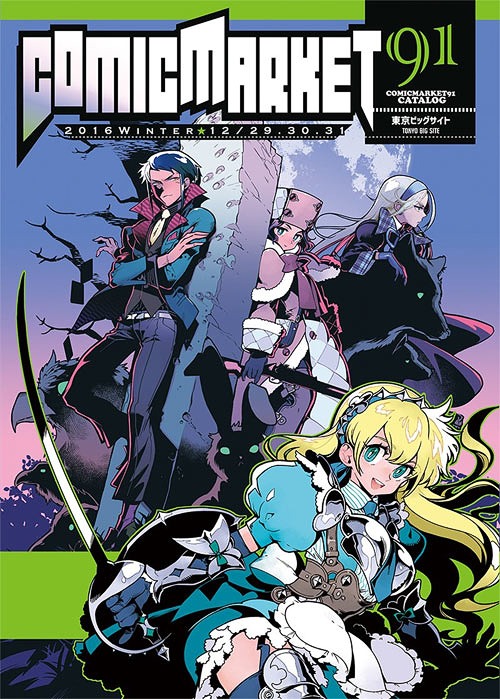 COMICMARKET
91
COMICMARKET91
CATALOG
東京ビッグサイト
TOKYO BIG SITE
2016WINTER★12/29.30.31